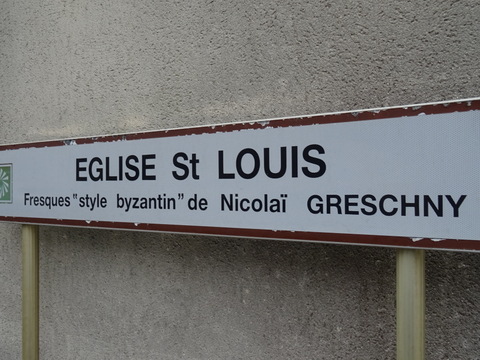 EGLISE St LOUIS
Fresques "style byzantin" de Nicolaï GRESCHNY